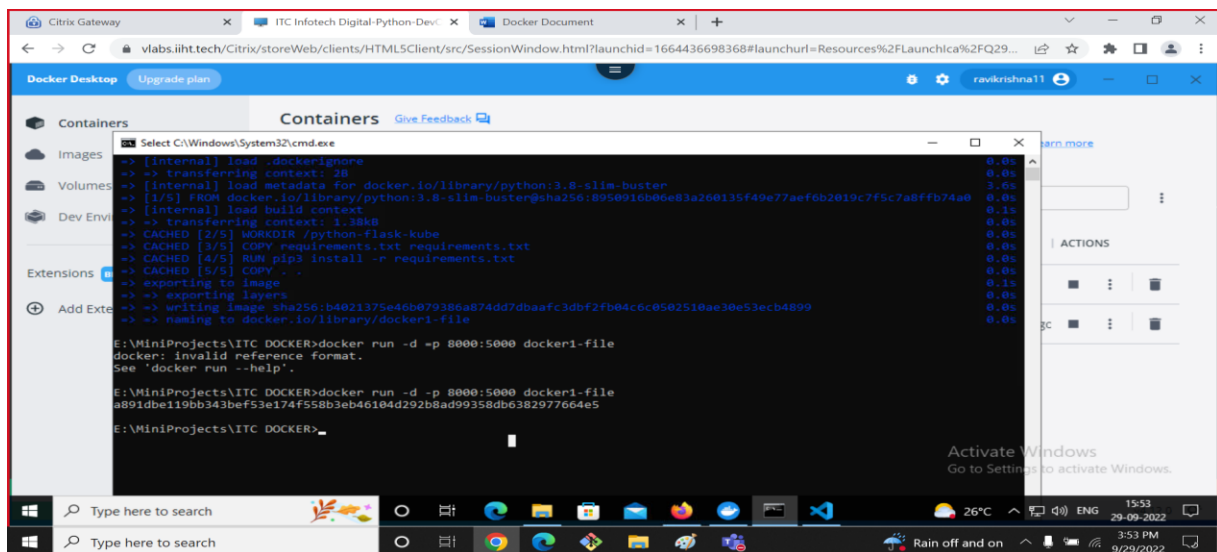 Citrix Gateway
ITC Infotech Digital-Python-DevC
Docker Document
vlabs.iiht.tech/Citrix/storeWeb/clients/HTML5Client/src/SessionWindow.html?launchid=1664436698368#launchurl=Resources%2FLaunchIca%2FQ29...
Docker Desktop Upgrade plan
ravikrishna11
Containers
Images
Volumes
Dev Envi
Extensions
Add Exte
Containers Give Feedback
earn more
ACTIONS
gc
Select C:\Windows\System32\cmd.exe
=> [internal] load .dockerignore 0.0s
=> => transferring context: 2B 0.0s
=> [internal] load metadata for docker.io/library/python:3.8-slim-buster 3.6s
=> [1/5] FROM docker.io/library/python:3.8-slim-buster@sha256:8950916b06e83a260135f49e77aef6b2019c7f5c7a8ffb74a0 0.0s
=> [internal] load build context 0.1s
=> => transferring context: 1.38kB 0.0s
=> CACHED [2/5] WORKDIR /python-flask-kube 0.0s
=> CACHED [3/5] COPY requirements.txt requirements.txt 0.0s
=> CACHED [4/5] RUN pip3 install -r requirements.txt 0.0s
=> CACHED [5/5] COPY . . 0.0s
=> exporting to image 0.1s
=> => exporting layers 0.0s
=> => writing image sha256:b4021375e46b079386a874dd7dbaafc3dbf2fb04c6c0502510ae30e53ecb4899 0.0s
=> => naming to docker.io/library/docker1-file 0.0s
E:\MiniProjects\ITC DOCKER>docker run -d =p 8000:5000 docker1-file
docker: invalid reference format.
See 'docker run --help'.
E:\MiniProjects\ITC DOCKER>docker run -d -p 8000:5000 docker1-file
a891dbe119bb343bef53e174f558b3eb46104d292b8ad99358db6382977664e5
E:\MiniProjects\ITC DOCKER>
Activate Windows
Go to Settings to activate Windows.
Type here to search
26°C
ENG
15:53
29-09-2022
Type here to search
Rain off and on
ENG
3:53 PM
9/29/2022